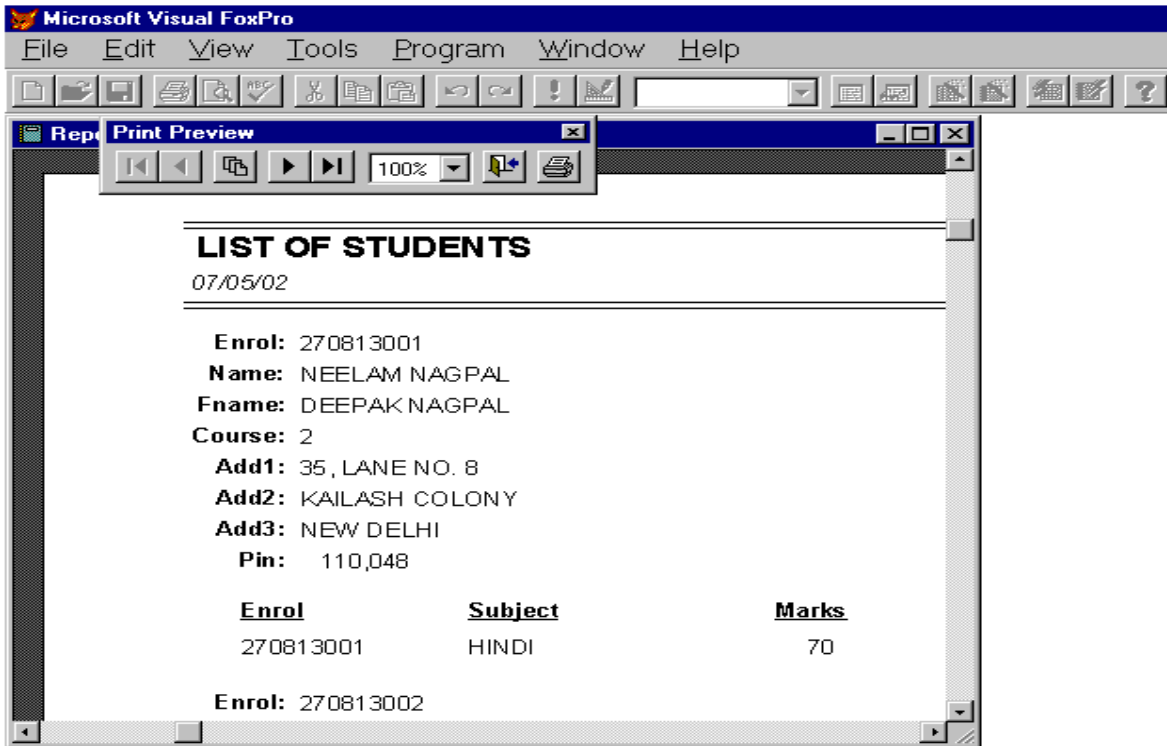 Microsoft Visual FoxPro
File Edit View Tools Program Window Help
ABC
?
Print Preview
100%
LIST OF STUDENTS
07/05/02
Enrol: 270813001
Name: NEELAM NAGPAL
Fname: DEEPAK NAGPAL
Course: 2
Add1: 35, LANE NO. 8
Add2: KAILASH COLONY
Add3: NEW DELHI
Pin: 110,048
Enrol Subject Marks
270813001 HINDI 70
Enrol: 270813002